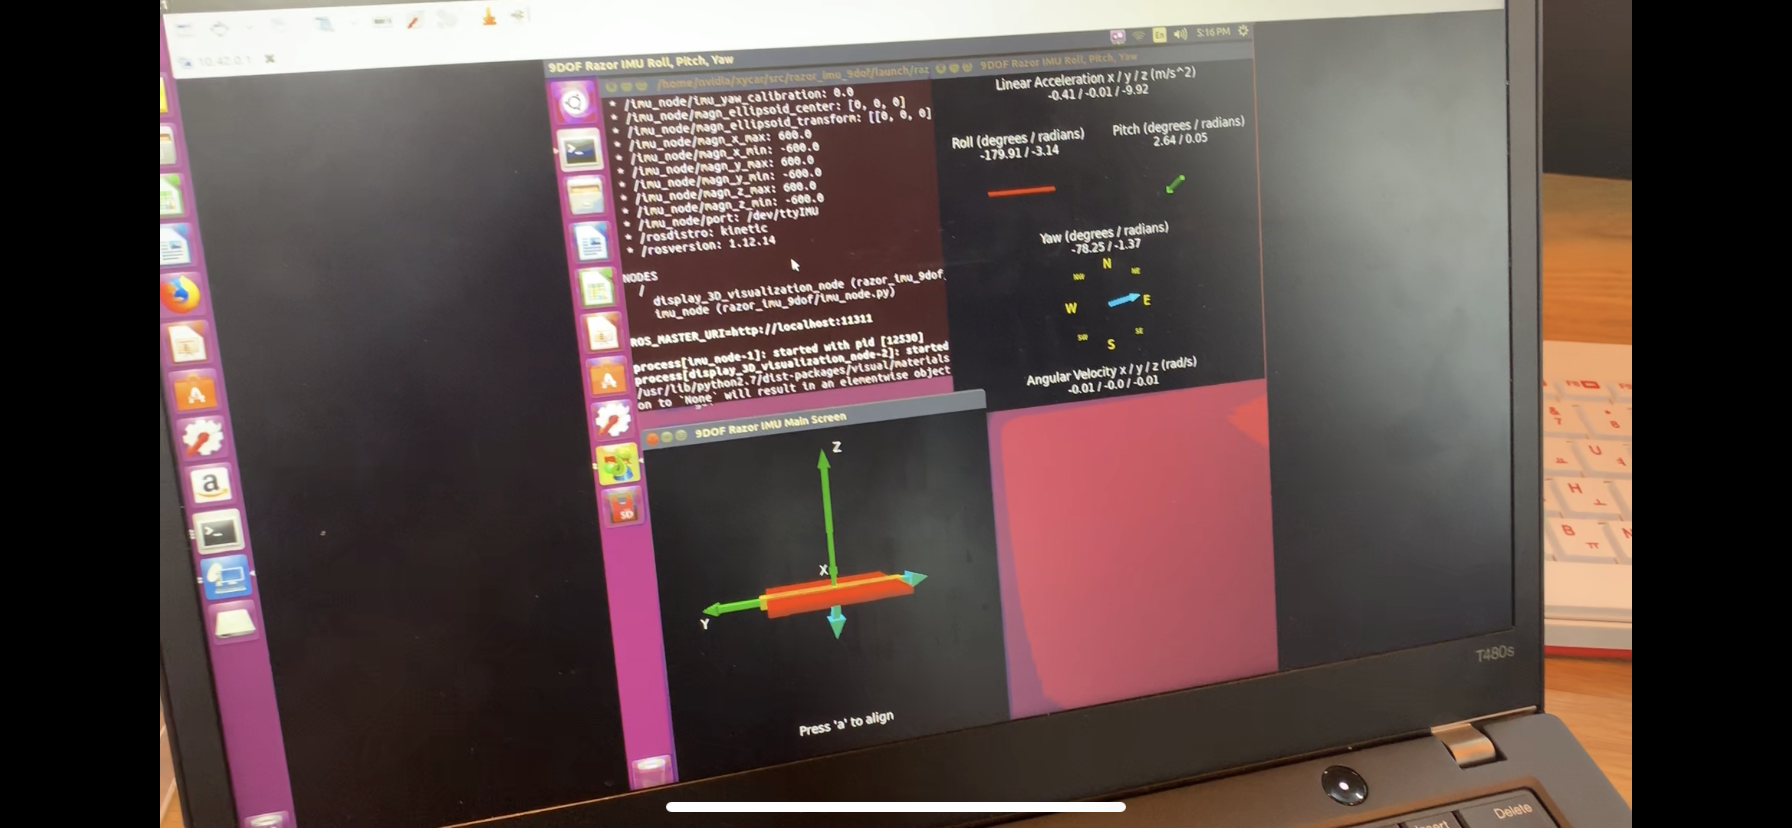 10.42.0.1
5:16 PM
En
9DOF Razor IMU Roll, Pitch, Yaw
/home/nvidia/xycar/src/razor_imu_9dof/launch/raz
* /imu_node/imu_yaw_calibration: 0.0
* /imu_node/magn_ellipsoid_center: [0, 0, 0]
* /imu_node/magn_ellipsoid_transform: [[0, 0, 0]
* /imu_node/magn_x_max: 600.0
* /imu_node/magn_x_min: -600.0
* /imu_node/magn_y_max: 600.0
* /imu_node/magn_y_min: -600.0
* /imu_node/magn_z_max: 600.0
* /imu_node/magn_z_min: -600.0
* /imu_node/port: /dev/ttyIMU
* /rosdistro: kinetic
* /rosversion: 1.12.14
NODES
/
display_3D_visualization_node (razor_imu_9dof
imu_node (razor_imu_9dof/imu_node.py)
ROS_MASTER_URI=http://localhost:11311
process[imu_node-1]: started with pid [12530]
process[display_3D_visualization_node-2]: started
/usr/lib/python2.7/dist-packages/visual/materials
on to `None` will result in an elementwise object
9DOF Razor IMU Roll, Pitch, Yaw
Linear Acceleration x / y / z (m/s^2)
-0.41 / -0.01 / -9.92
Roll (degrees / radians)
-179.91 / -3.14
Pitch (degrees / radians)
2.64 / 0.05
Yaw (degrees / radians)
-78.25 / -1.37
N
NW
NE
W
E
SW
SE
S
Angular Velocity x / y / z (rad/s)
-0.01 / -0.0 / -0.01
9DOF Razor IMU Main Screen
Z
X
Y
Press 'a' to align
T480s
Delete